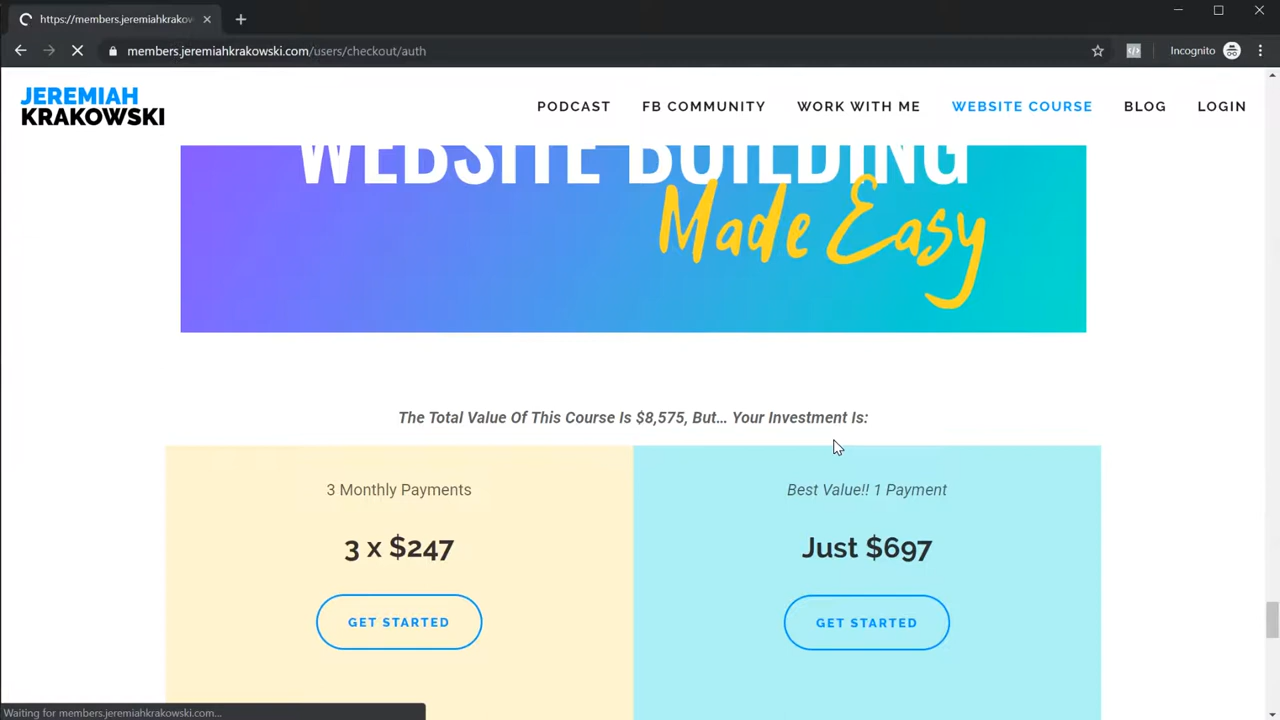 https://members.jeremiahkrakow
members.jeremiahkrakowski.com/users/checkout/auth
Incognito
JEREMIAH
KRAKOWSKI
PODCAST
FB COMMUNITY
WORK WITH ME
WEBSITE COURSE
BLOG
LOGIN
WEBSITE BUILDING
Made Easy
The Total Value Of This Course Is $8,575, But... Your Investment Is:
3 Monthly Payments
3 x $247
GET STARTED
Best Value!! 1 Payment
Just $697
GET STARTED
Waiting for members.jeremiahkrakowski.com...